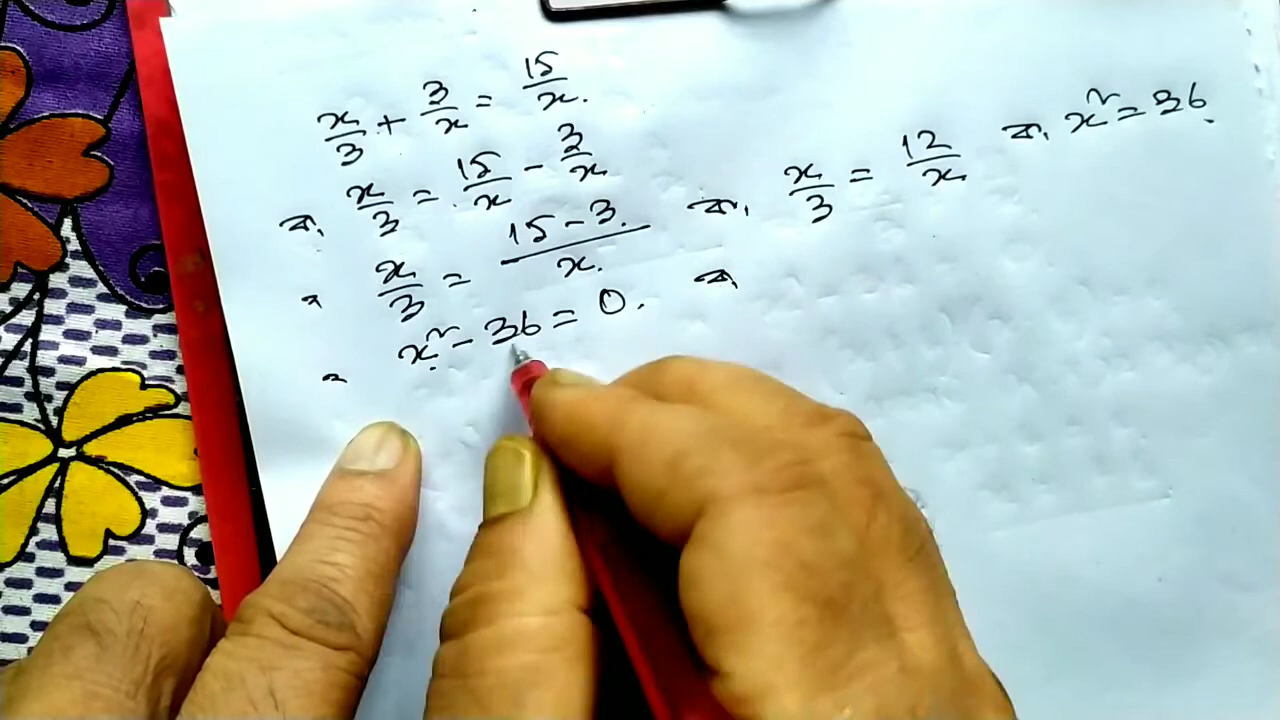 x/3 + 3/x = 15/x.
বা, x/3 = 15/x - 3/x
" x/3 = 15-3./x. বা, x/3 = 12/x বা, x² = 36
" x² - 36 = 0. বা,